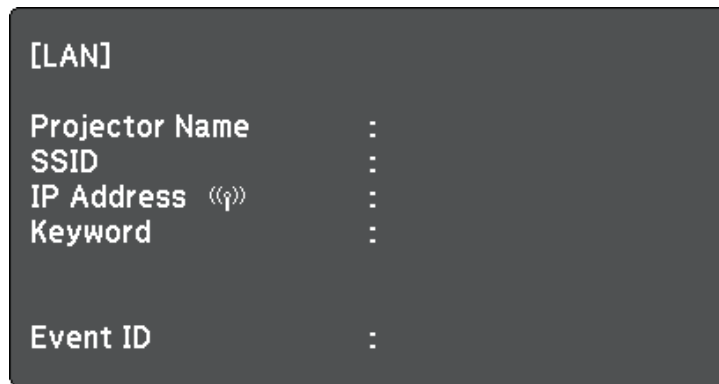 [LAN]
Projector Name :
SSID :
IP Address :
Keyword :
Event ID :